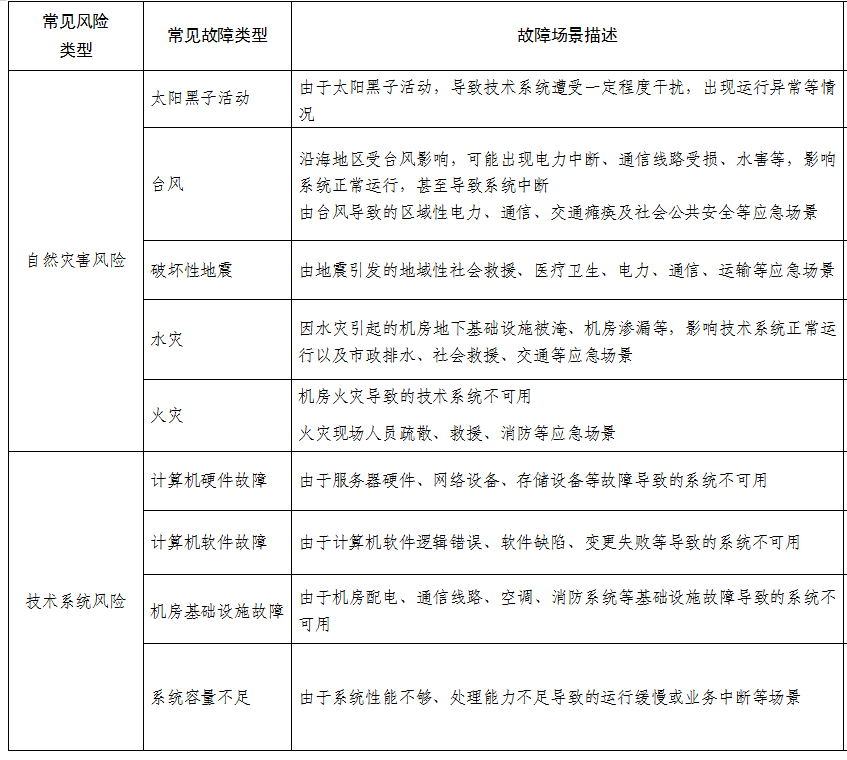 常见风险
类型
常见故障类型
故障场景描述
自然灾害风险
太阳黑子活动
由于太阳黑子活动，导致技术系统遭受一定程度干扰，出现运行异常等情
况
台风
沿海地区受台风影响，可能出现电力中断、通信线路受损、水害等，影响
系统正常运行，甚至导致系统中断
由台风导致的区域性电力、通信、交通瘫痪及社会公共安全等应急场景
破坏性地震
由地震引发的地域性社会救援、医疗卫生、电力、通信、运输等应急场景
水灾
因水灾引起的机房地下基础设施被淹、机房渗漏等，影响技术系统正常运
行以及市政排水、社会救援、交通等应急场景
火灾
机房火灾导致的技术系统不可用
火灾现场人员疏散、救援、消防等应急场景
技术系统风险
计算机硬件故障
由于服务器硬件、网络设备、存储设备等故障导致的系统不可用
计算机软件故障
由于计算机软件逻辑错误、软件缺陷、变更失败等导致的系统不可用
机房基础设施故障
由于机房配电、通信线路、空调、消防系统等基础设施故障导致的系统不
可用
系统容量不足
由于系统性能不够、处理能力不足导致的运行缓慢或业务中断等场景